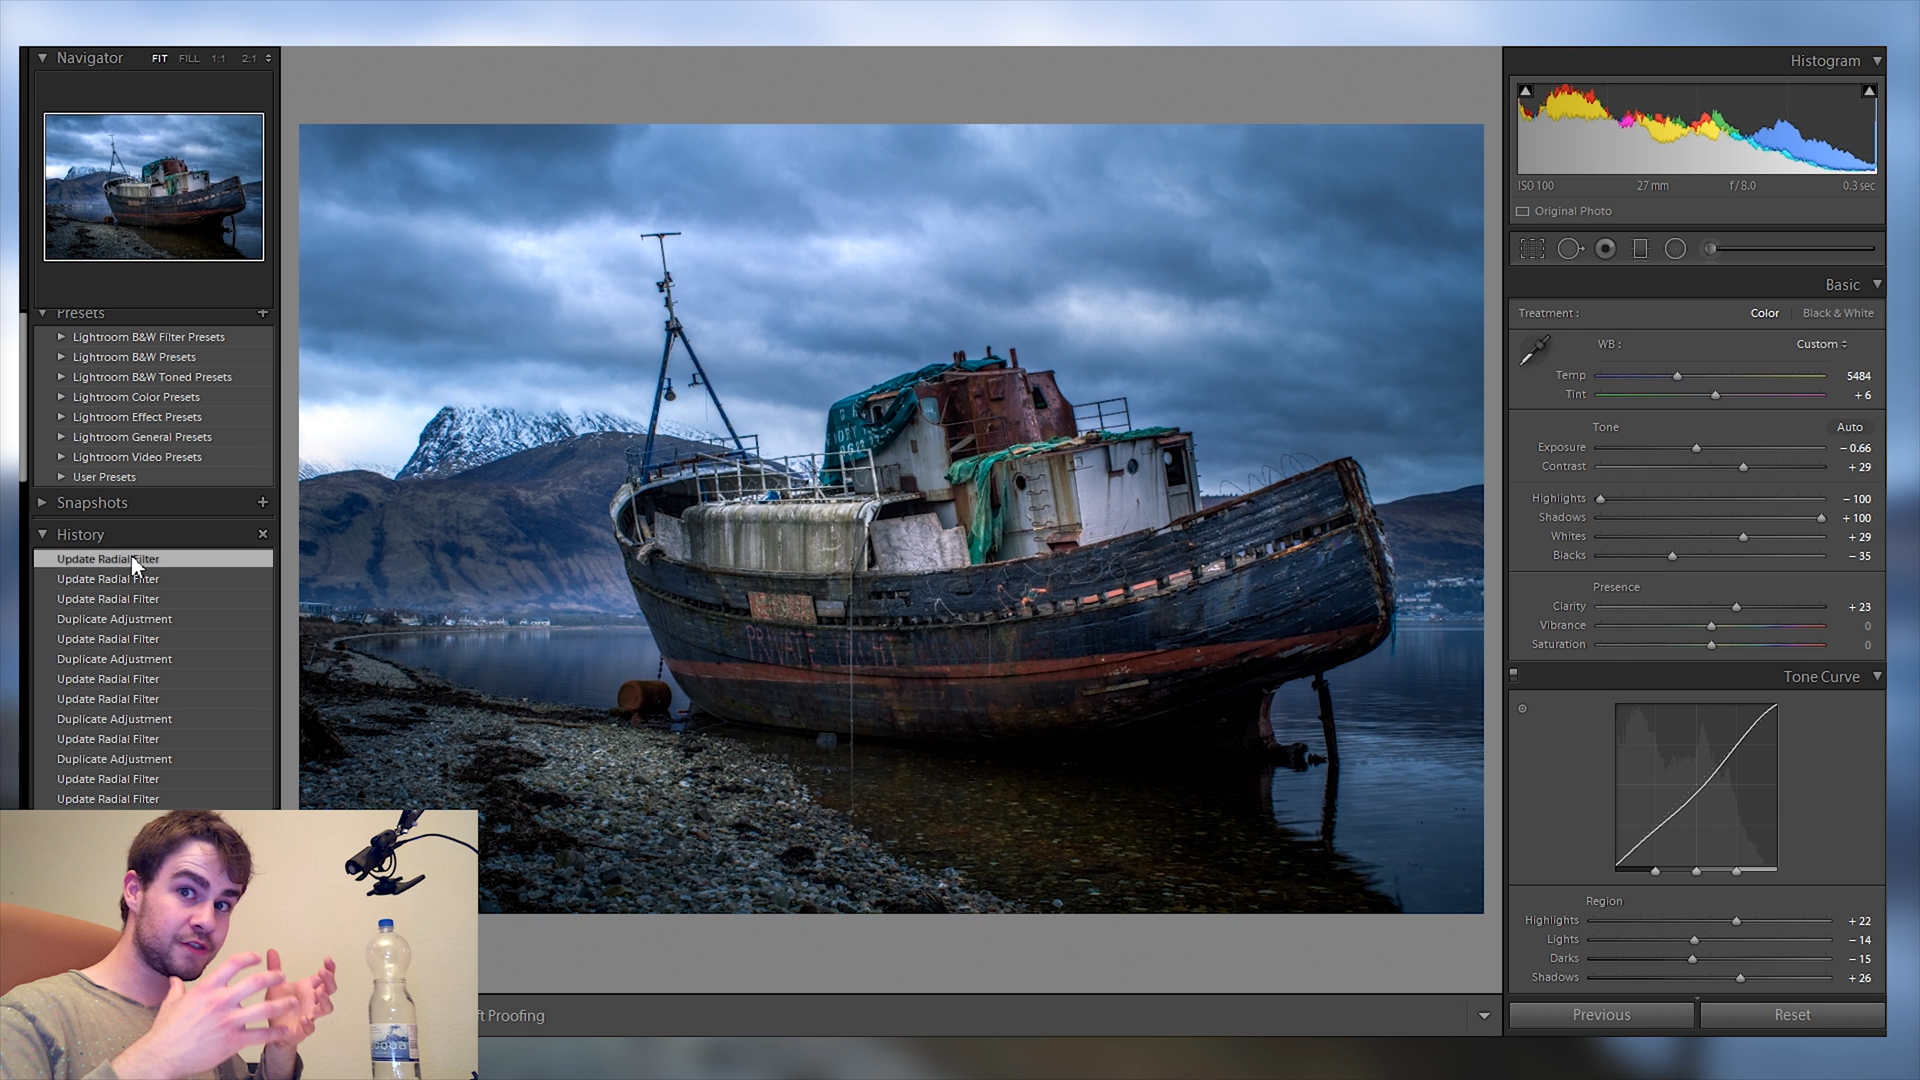 Navigator FIT FILL 1:1 2:1
Presets
Lightroom B&W Filter Presets
Lightroom B&W Presets
Lightroom B&W Toned Presets
Lightroom Color Presets
Lightroom Effect Presets
Lightroom General Presets
Lightroom Video Presets
User Presets
Snapshots
History
Update Radial Filter
Update Radial Filter
Update Radial Filter
Duplicate Adjustment
Update Radial Filter
Duplicate Adjustment
Update Radial Filter
Update Radial Filter
Duplicate Adjustment
Update Radial Filter
Duplicate Adjustment
Update Radial Filter
Update Radial Filter
PRIVATE
ft Proofing
Histogram
ISO 100 27 mm f / 8.0 0.3 sec
Original Photo
Basic
Treatment : Color Black & White
WB : Custom
Temp 5484
Tint + 6
Tone Auto
Exposure – 0.66
Contrast + 29
Highlights – 100
Shadows + 100
Whites + 29
Blacks – 35
Presence
Clarity + 23
Vibrance 0
Saturation 0
Tone Curve
Region
Highlights + 22
Lights – 14
Darks – 15
Shadows + 26
Previous Reset